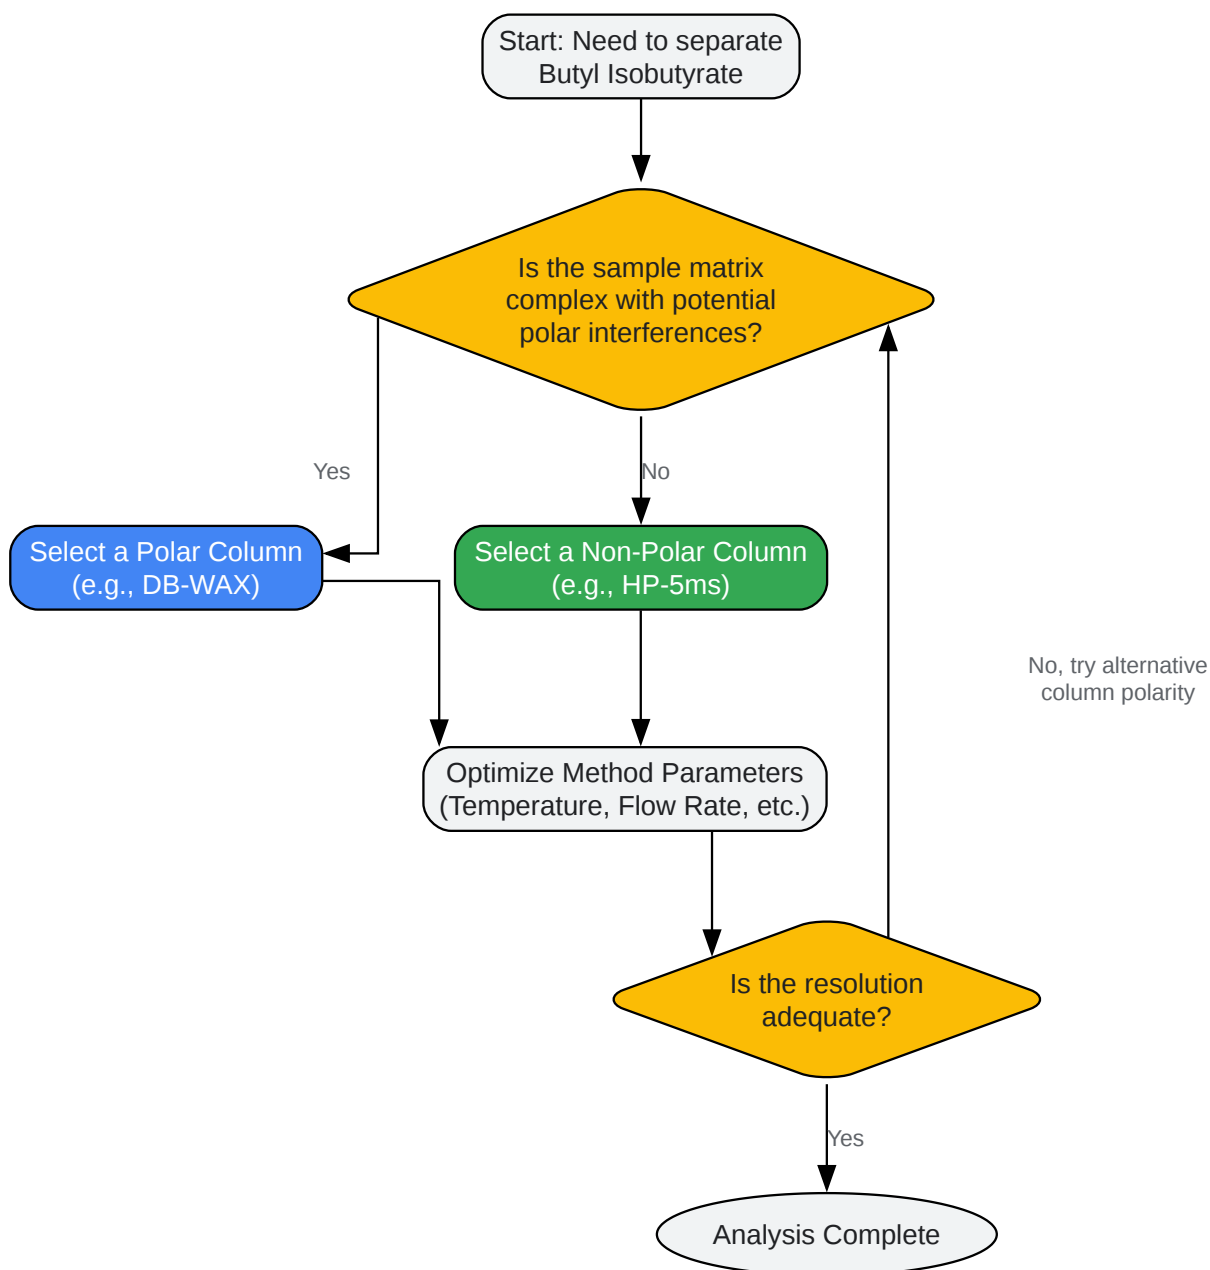 Start: Need to separate
Butyl Isobutyrate
Is the sample matrix
complex with potential
polar interferences?
Yes
No
Select a Polar Column
(e.g., DB-WAX)
Select a Non-Polar Column
(e.g., HP-5ms)
No, try alternative
column polarity
Optimize Method Parameters
(Temperature, Flow Rate, etc.)
Is the resolution
adequate?
Yes
Analysis Complete